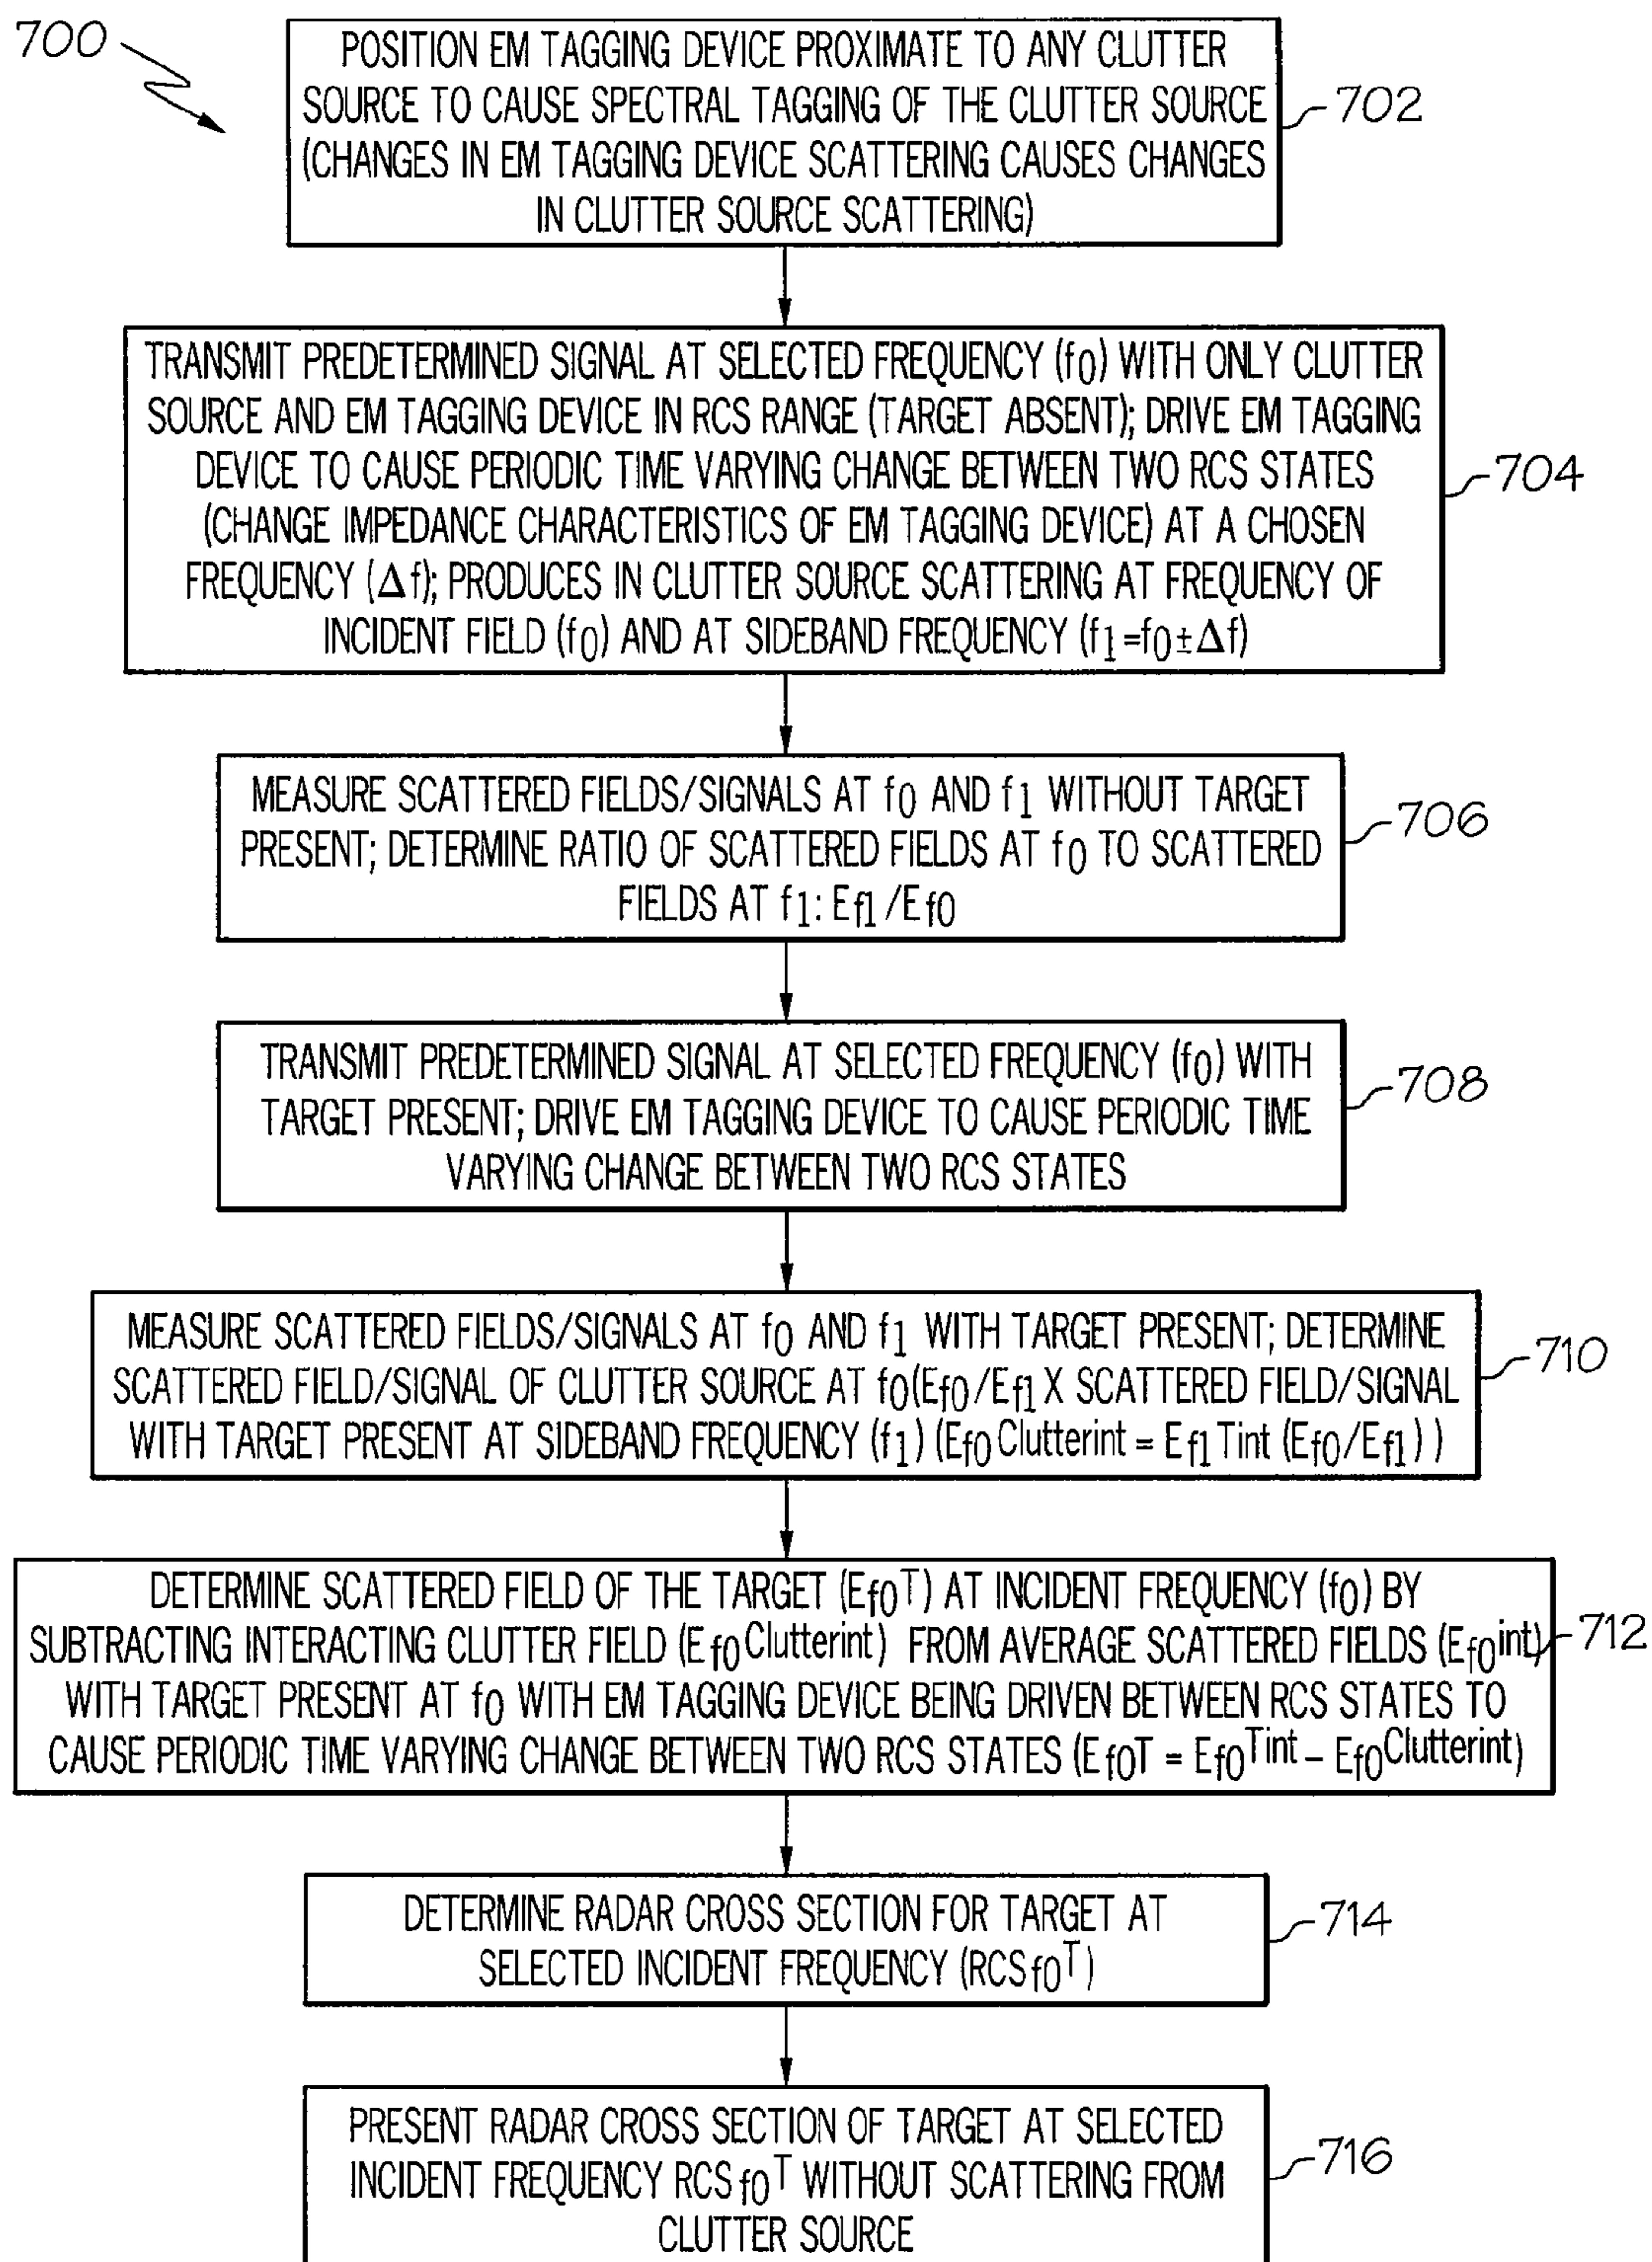 700
POSITION EM TAGGING DEVICE PROXIMATE TO ANY CLUTTER
SOURCE TO CAUSE SPECTRAL TAGGING OF THE CLUTTER SOURCE
(CHANGES IN EM TAGGING DEVICE SCATTERING CAUSES CHANGES
IN CLUTTER SOURCE SCATTERING)
702
TRANSMIT PREDETERMINED SIGNAL AT SELECTED FREQUENCY (f0) WITH ONLY CLUTTER
SOURCE AND EM TAGGING DEVICE IN RCS RANGE (TARGET ABSENT); DRIVE EM TAGGING
DEVICE TO CAUSE PERIODIC TIME VARYING CHANGE BETWEEN TWO RCS STATES
(CHANGE IMPEDANCE CHARACTERISTICS OF EM TAGGING DEVICE) AT A CHOSEN
FREQUENCY (Δf); PRODUCES IN CLUTTER SOURCE SCATTERING AT FREQUENCY OF
INCIDENT FIELD (f0) AND AT SIDEBAND FREQUENCY (f1=f0±Δf)
704
MEASURE SCATTERED FIELDS/SIGNALS AT f0 AND f1 WITHOUT TARGET
PRESENT; DETERMINE RATIO OF SCATTERED FIELDS AT f0 TO SCATTERED
FIELDS AT f1: Ef1/Ef0
706
TRANSMIT PREDETERMINED SIGNAL AT SELECTED FREQUENCY (f0) WITH
TARGET PRESENT; DRIVE EM TAGGING DEVICE TO CAUSE PERIODIC TIME
VARYING CHANGE BETWEEN TWO RCS STATES
708
MEASURE SCATTERED FIELDS/SIGNALS AT f0 AND f1 WITH TARGET PRESENT; DETERMINE
SCATTERED FIELD/SIGNAL OF CLUTTER SOURCE AT f0(Ef0/Ef1 X SCATTERED FIELD/SIGNAL
WITH TARGET PRESENT AT SIDEBAND FREQUENCY (f1) (Ef0 Clutterint = Ef1 Tint (Ef0/Ef1) )
710
DETERMINE SCATTERED FIELD OF THE TARGET (Ef0T) AT INCIDENT FREQUENCY (f0) BY
SUBTRACTING INTERACTING CLUTTER FIELD (Ef0 Clutterint) FROM AVERAGE SCATTERED FIELDS (Ef0int)
WITH TARGET PRESENT AT f0 WITH EM TAGGING DEVICE BEING DRIVEN BETWEEN RCS STATES TO
CAUSE PERIODIC TIME VARYING CHANGE BETWEEN TWO RCS STATES (Ef0T = Ef0Tint – Ef0Clutterint)
712
DETERMINE RADAR CROSS SECTION FOR TARGET AT
SELECTED INCIDENT FREQUENCY (RCSf0T)
714
PRESENT RADAR CROSS SECTION OF TARGET AT SELECTED
INCIDENT FREQUENCY RCSf0T WITHOUT SCATTERING FROM
CLUTTER SOURCE
716